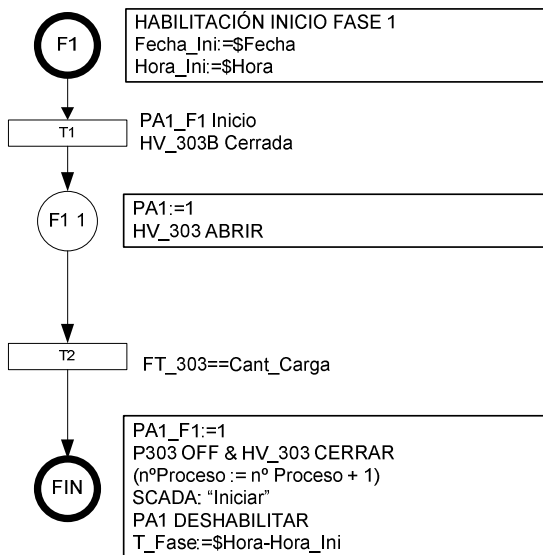 F1
HABILITACIÓN INICIO FASE 1
Fecha_Ini:=$Fecha
Hora_Ini:=$Hora
T1
PA1_F1 Inicio
HV_303B Cerrada
F1 1
PA1:=1
HV_303 ABRIR
T2
FT_303==Cant_Carga
FIN
PA1_F1:=1
P303 OFF & HV_303 CERRAR
(nºProceso := nº Proceso + 1)
SCADA: “Iniciar”
PA1 DESHABILITAR
T_Fase:=$Hora-Hora_Ini